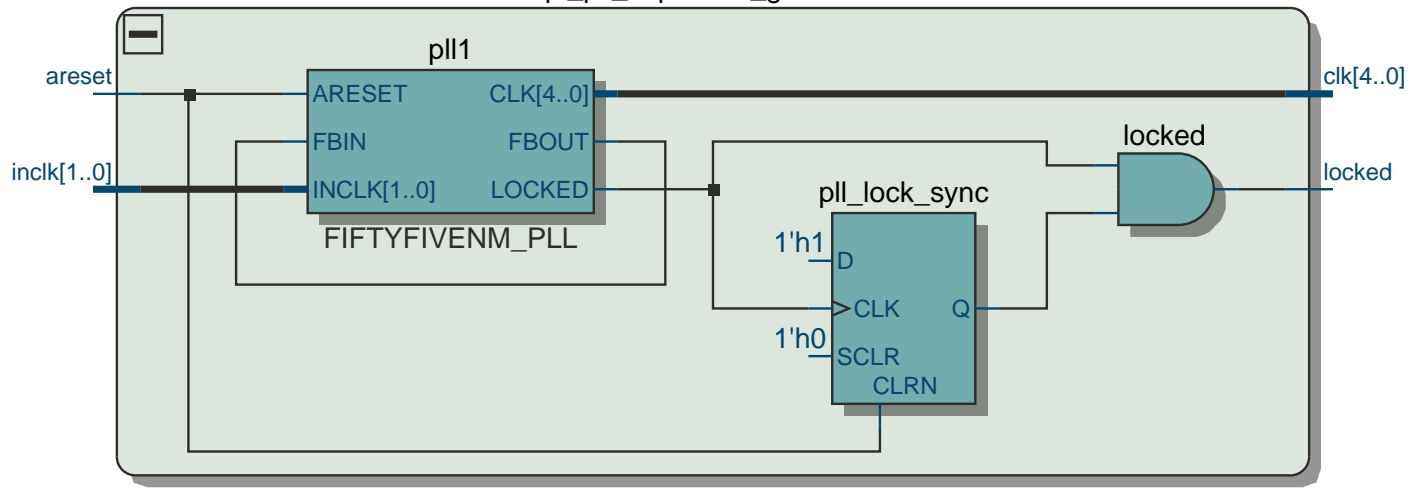 pll1
areset
ARESET
CLK[4..0]
clk[4..0]
FBIN
FBOUT
locked
inclk[1..0]
INCLK[1..0]
LOCKED
locked
pll_lock_sync
FIFTYFIVENM_PLL
1'h1
D
CLK
Q
1'h0
SCLR
CLRN